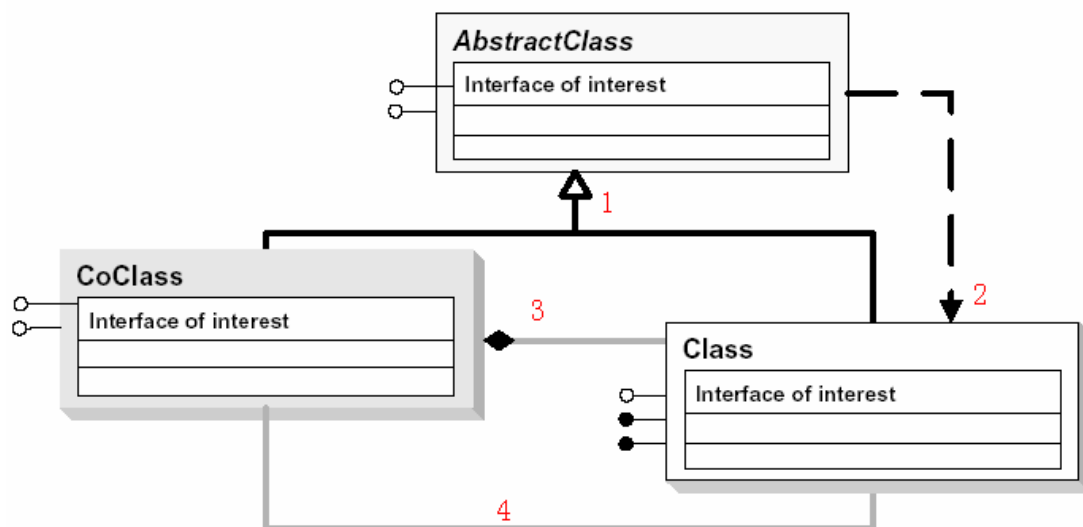 AbstractClass
Interface of interest
1
CoClass
Interface of interest
3
2
Class
Interface of interest
4